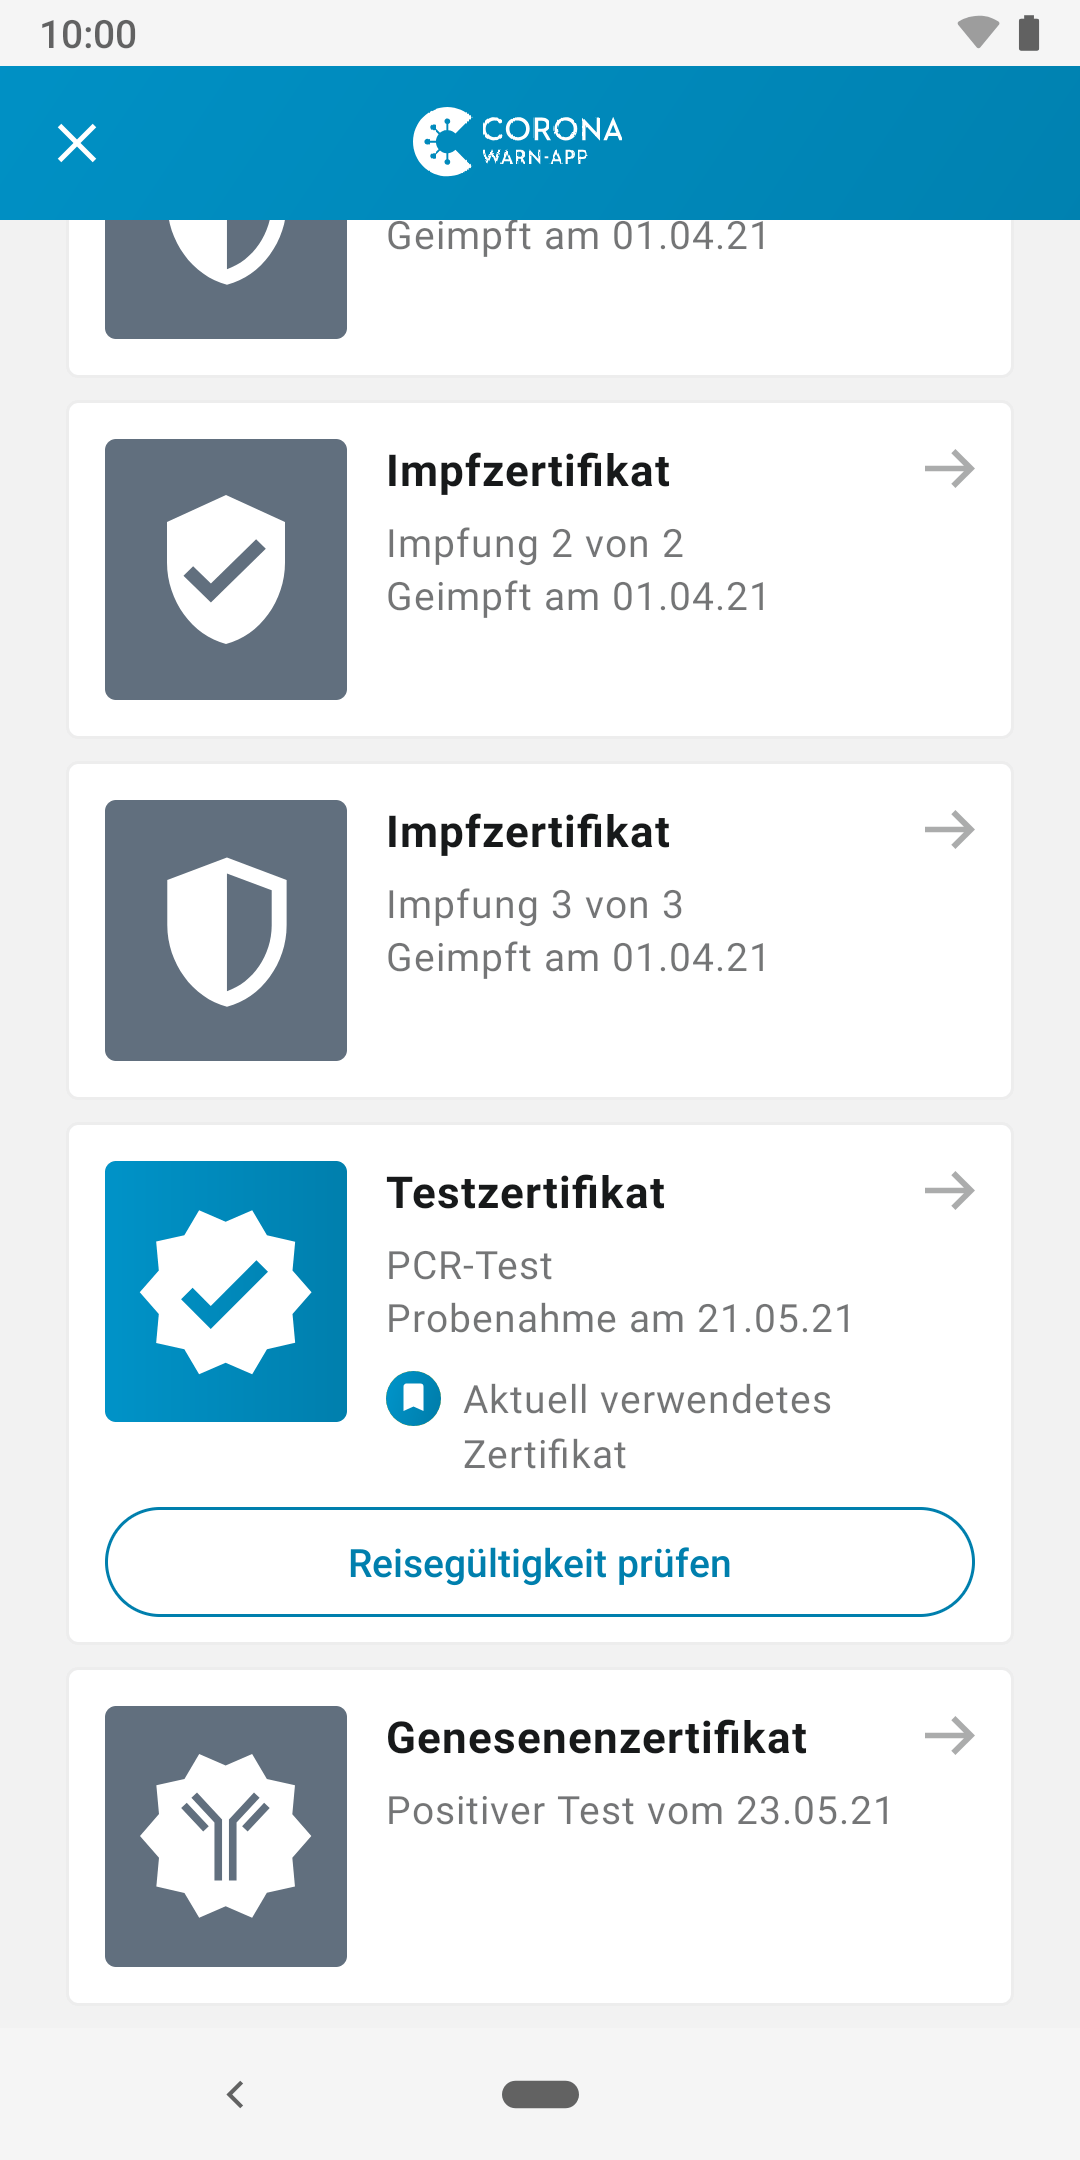 10:00
CORONA
WARN-APP
Geimpft am 01.04.21
Impfzertifikat
Impfung 2 von 2
Geimpft am 01.04.21
Impfzertifikat
Impfung 3 von 3
Geimpft am 01.04.21
Testzertifikat
PCR-Test
Probenahme am 21.05.21
Aktuell verwendetes
Zertifikat
Reisegültigkeit prüfen
Genesenenzertifikat
Positiver Test vom 23.05.21